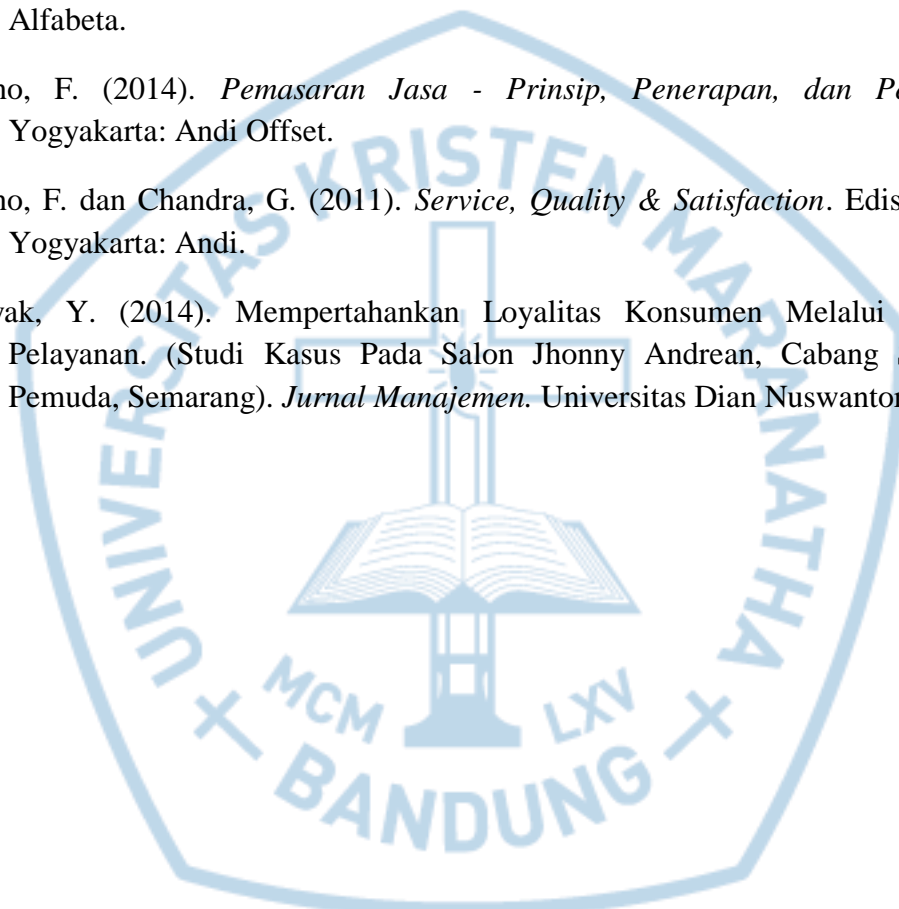 Alfabeta.
no, F. (2014). Pemasaran Jasa - Prinsip, Penerapan, dan Pe
Yogyakarta: Andi Offset.
no, F. dan Chandra, G. (2011). Service, Quality & Satisfaction. Edis
Yogyakarta: Andi.
yak, Y. (2014). Mempertahankan Loyalitas Konsumen Melalui
Pelayanan. (Studi Kasus Pada Salon Jhonny Andrean, Cabang
Pemuda, Semarang). Jurnal Manajemen. Universitas Dian Nuswantor
UNIVERSITAS KRISTEN MARANATHA
MCM LXV
BANDUNG